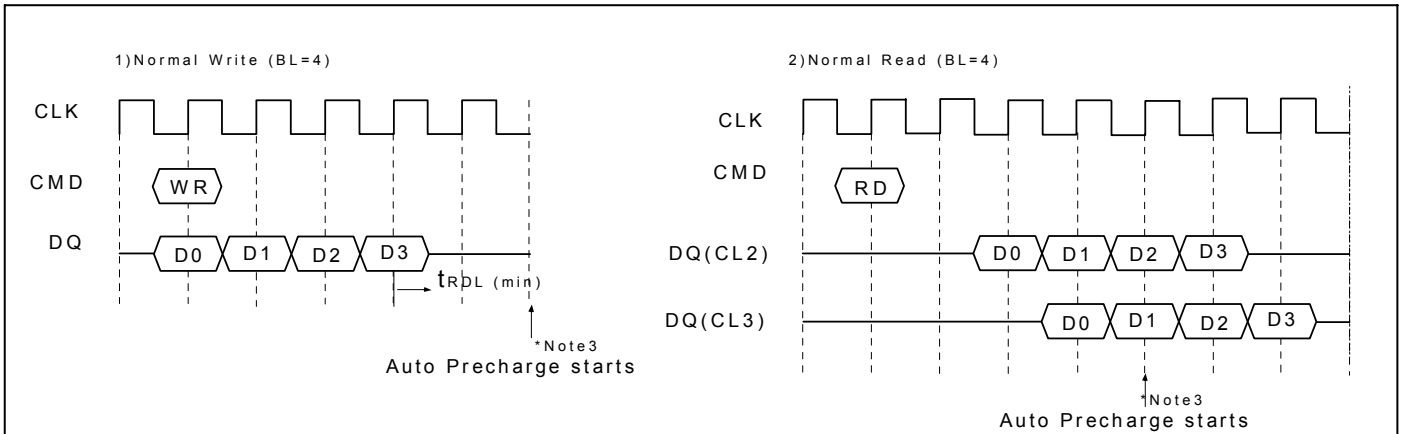 1)Normal Write (BL=4)
CLK
CMD
WR
DQ
D0 D1 D2 D3
tRDL (min)
*Note3
Auto Precharge starts
2)Normal Read (BL=4)
CLK
CMD
RD
DQ(CL2)
D0 D1 D2 D3
DQ(CL3)
D0 D1 D2 D3
*Note3
Auto Precharge starts